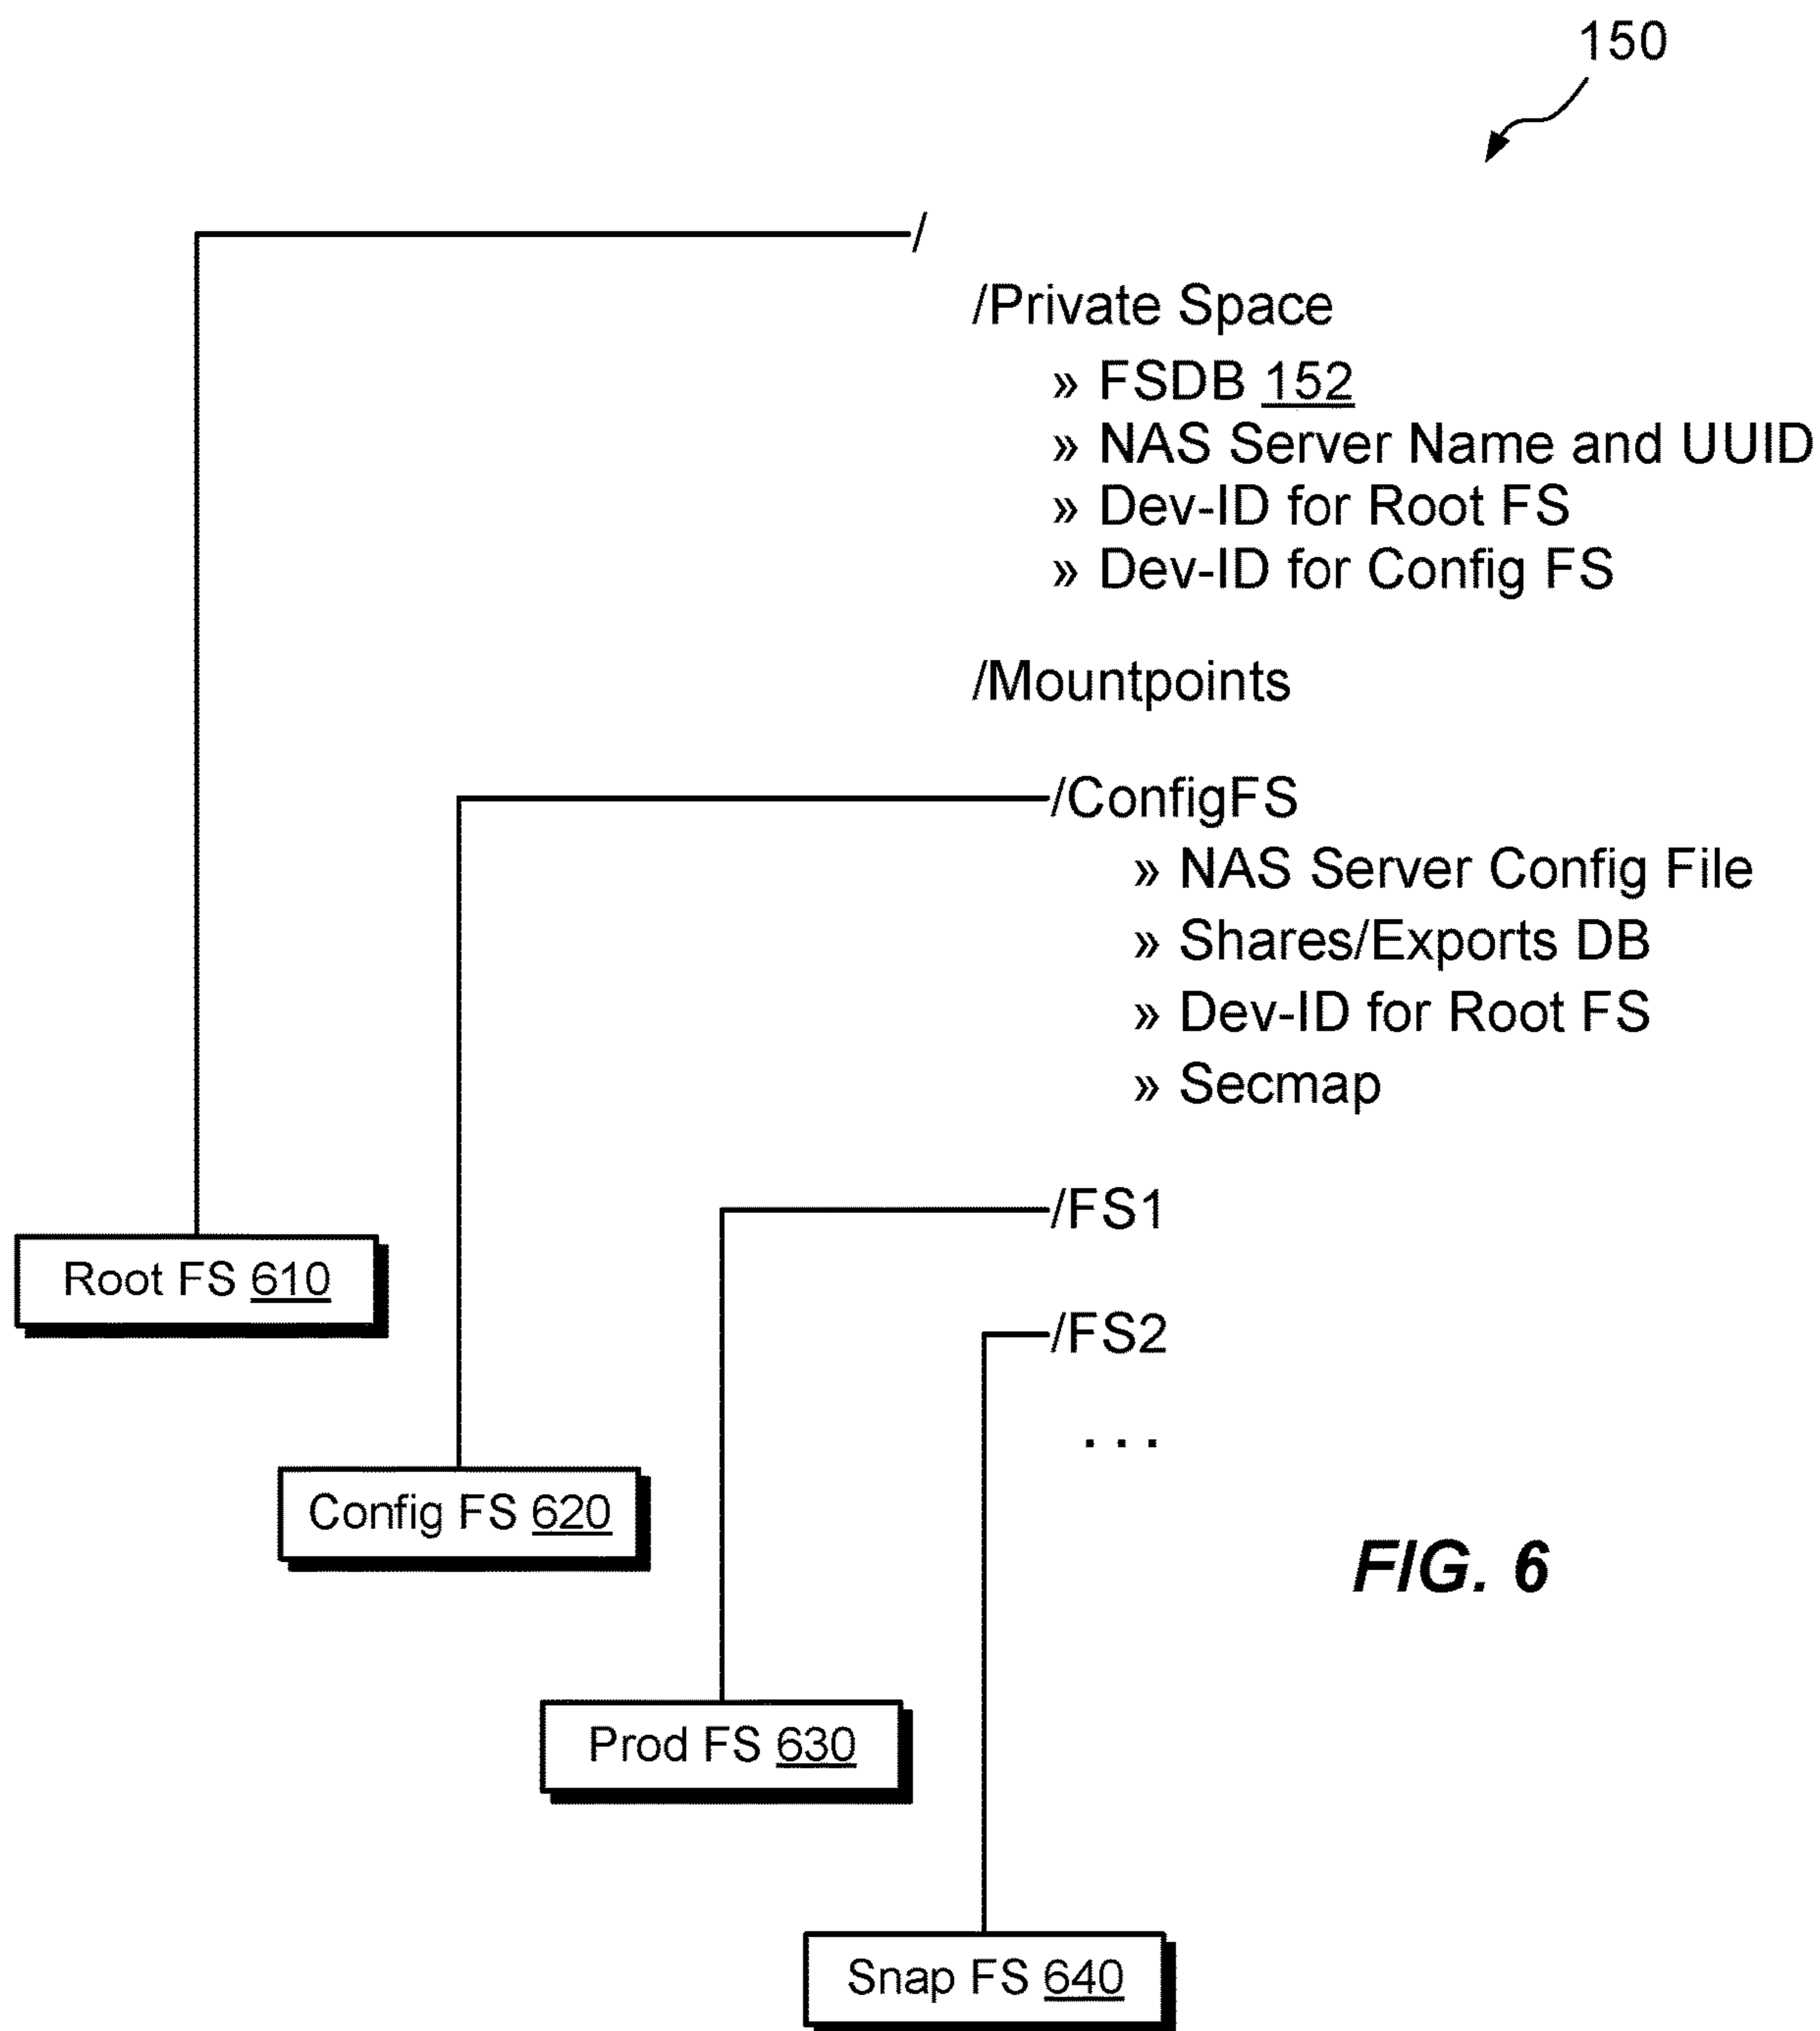 150
/
/Private Space
» FSDB 152
» NAS Server Name and UUID
» Dev-ID for Root FS
» Dev-ID for Config FS
/Mountpoints
/ConfigFS
» NAS Server Config File
» Shares/Exports DB
» Dev-ID for Root FS
» Secmap
/FS1
Root FS 610
/FS2
. . .
Config FS 620
FIG. 6
Prod FS 630
Snap FS 640